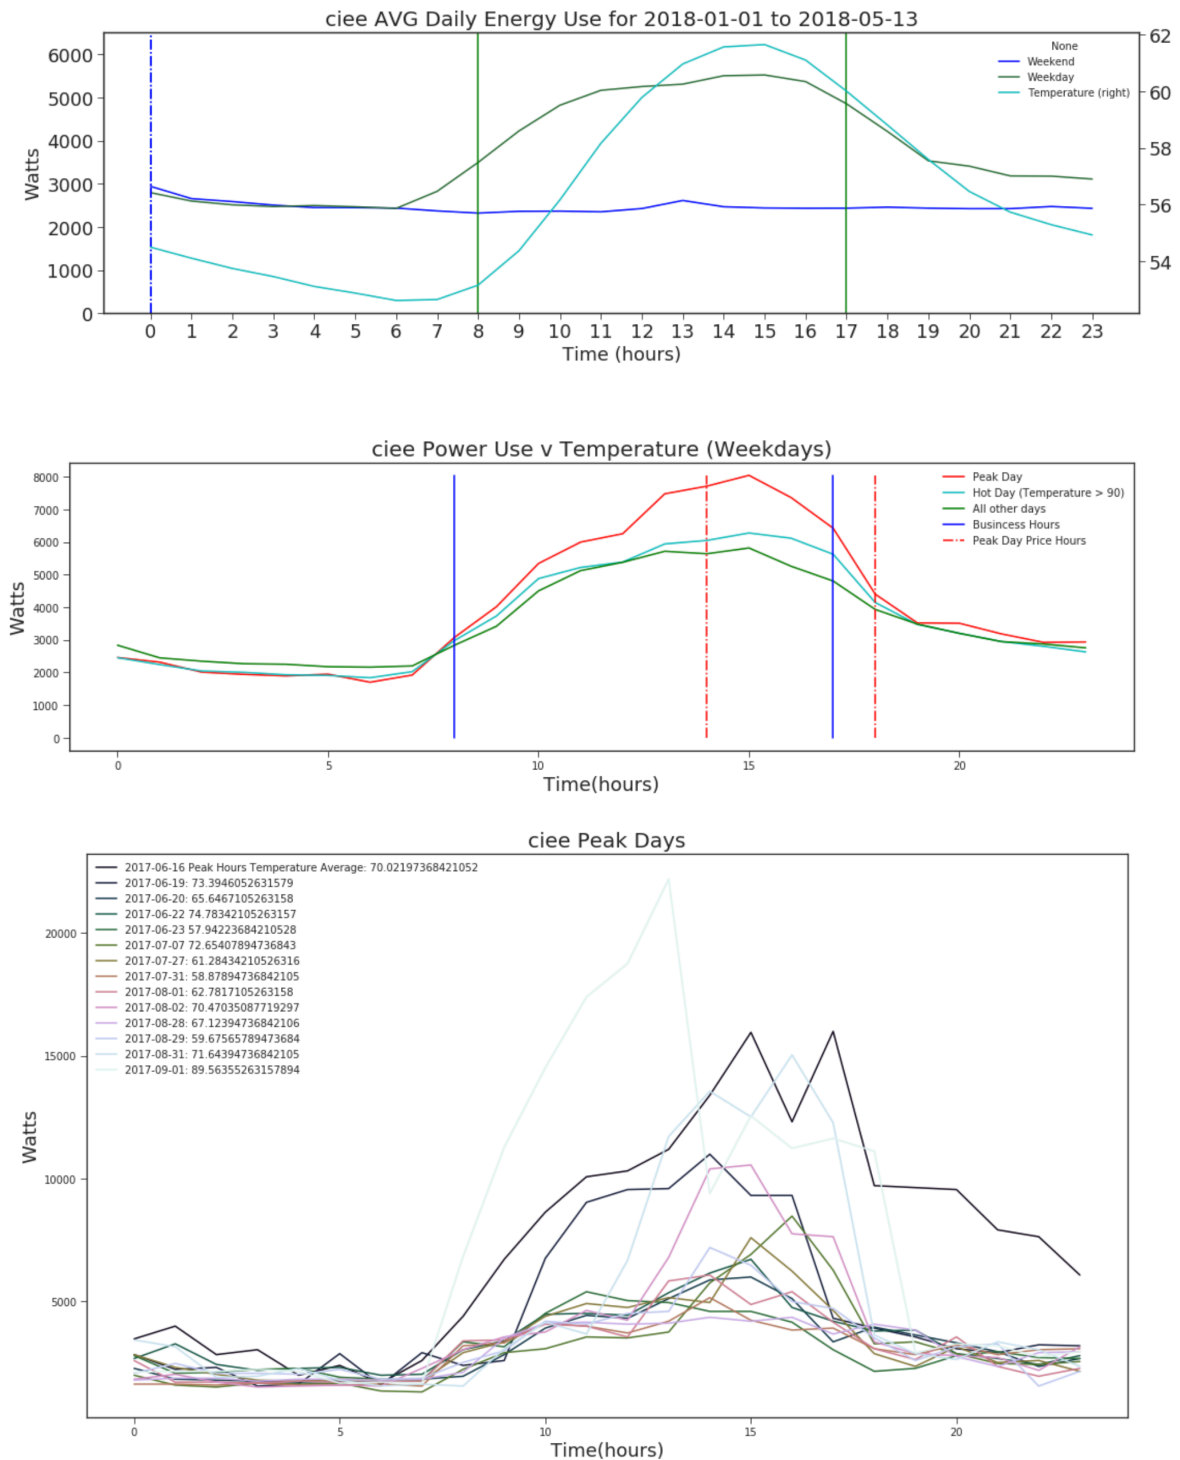 ciee AVG Daily Energy Use for 2018-01-01 to 2018-05-13
6000
5000
4000
3000
2000
1000
0
Watts
62
60
58
56
54
None
Weekend
Weekday
Temperature (right)
0 1 2 3 4 5 6 7 8 9 10 11 12 13 14 15 16 17 18 19 20 21 22 23
Time (hours)
ciee Power Use v Temperature (Weekdays)
8000
7000
6000
5000
4000
3000
2000
1000
0
Watts
Peak Day
Hot Day (Temperature > 90)
All other days
Business Hours
Peak Day Price Hours
0 5 10 15 20
Time(hours)
ciee Peak Days
20000
15000
10000
5000
Watts
2017-06-16 Peak Hours Temperature Average: 70.02197368421052
2017-06-19: 73.3946052631579
2017-06-20: 65.6467105263158
2017-06-22 74.78342105263157
2017-06-23 57.94223684210528
2017-07-07 72.65407894736843
2017-07-27: 61.28434210526316
2017-07-31: 58.87894736842105
2017-08-01: 62.7817105263158
2017-08-02: 70.47035087719297
2017-08-28: 67.12394736842106
2017-08-29: 59.67565789473684
2017-08-31: 71.64394736842105
2017-09-01: 89.56355263157894
0 5 10 15 20
Time(hours)